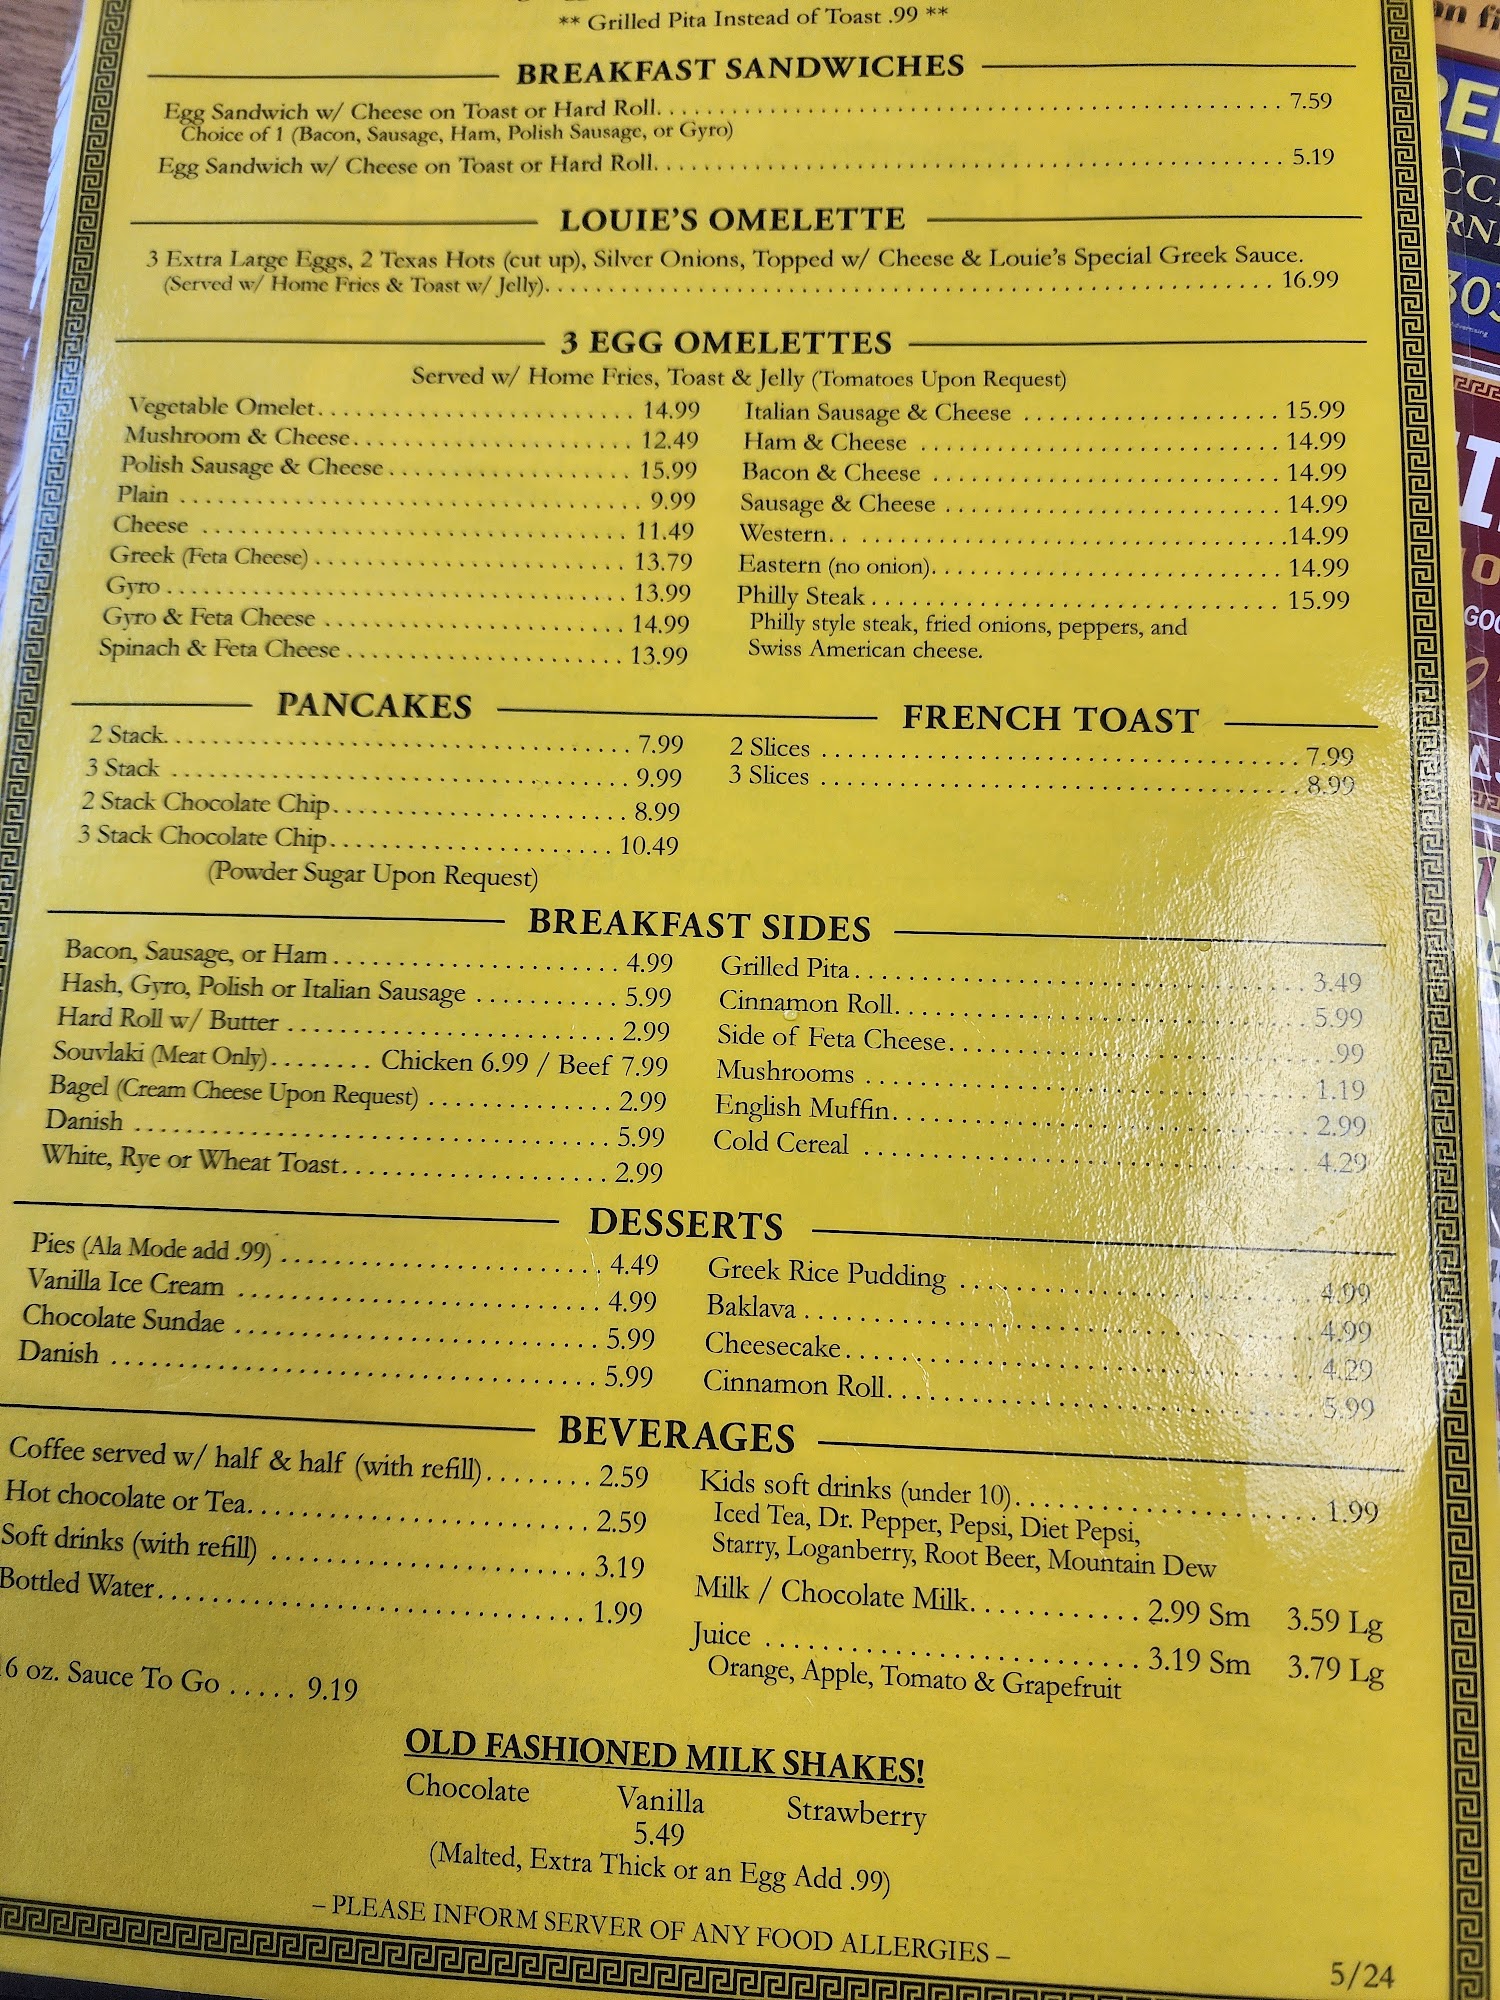 ** Grilled Pita Instead of Toast .99 **
BREAKFAST SANDWICHES
Egg Sandwich w/ Cheese on Toast or Hard Roll. 7.59
Choice of 1 (Bacon, Sausage, Ham, Polish Sausage, or Gyro)
Egg Sandwich w/ Cheese on Toast or Hard Roll. 5.19
LOUIE'S OMELETTE
3 Extra Large Eggs, 2 Texas Hots (cut up), Silver Onions, Topped w/ Cheese & Louie's Special Greek Sauce.
(Served w/ Home Fries & Toast w/ Jelly). 16.99
3 EGG OMELETTES
Served w/ Home Fries, Toast & Jelly (Tomatoes Upon Request)
Vegetable Omelet. 14.99
Mushroom & Cheese. 12.49
Polish Sausage & Cheese 15.99
Plain 9.99
Cheese 11.49
Greek (Feta Cheese) 13.79
Gyro 13.99
Gyro & Feta Cheese 14.99
Spinach & Feta Cheese 13.99
Italian Sausage & Cheese 15.99
Ham & Cheese 14.99
Bacon & Cheese 14.99
Sausage & Cheese 14.99
Western. 14.99
Eastern (no onion). 14.99
Philly Steak 15.99
Philly style steak, fried onions, peppers, and
Swiss American cheese.
PANCAKES
2 Stack. 7.99
3 Stack 9.99
2 Stack Chocolate Chip. 8.99
3 Stack Chocolate Chip. 10.49
(Powder Sugar Upon Request)
FRENCH TOAST
2 Slices 7.99
3 Slices 8.99
BREAKFAST SIDES
Bacon, Sausage, or Ham 4.99
Hash, Gyro, Polish or Italian Sausage 5.99
Hard Roll w/ Butter 2.99
Souvlaki (Meat Only). Chicken 6.99 / Beef 7.99
Bagel (Cream Cheese Upon Request) 2.99
Danish 5.99
White, Rye or Wheat Toast. 2.99
Grilled Pita. 3.49
Cinnamon Roll. 5.99
Side of Feta Cheese. .99
Mushrooms 1.19
English Muffin. 2.99
Cold Cereal 4.29
DESSERTS
Pies (Ala Mode add .99) 4.49
Vanilla Ice Cream 4.99
Chocolate Sundae 5.99
Danish 5.99
Greek Rice Pudding 4.99
Baklava 4.99
Cheesecake. 4.29
Cinnamon Roll. 5.99
BEVERAGES
Coffee served w/ half & half (with refill). 2.59
Hot chocolate or Tea. 2.59
Soft drinks (with refill) 3.19
Bottled Water. 1.99
6 oz. Sauce To Go 9.19
Kids soft drinks (under 10). 1.99
Iced Tea, Dr. Pepper, Pepsi, Diet Pepsi,
Starry, Loganberry, Root Beer, Mountain Dew
Milk / Chocolate Milk. 2.99 Sm 3.59 Lg
Juice 3.19 Sm 3.79 Lg
Orange, Apple, Tomato & Grapefruit
OLD FASHIONED MILK SHAKES!
Chocolate Vanilla Strawberry
5.49
(Malted, Extra Thick or an Egg Add .99)
– PLEASE INFORM SERVER OF ANY FOOD ALLERGIES –
5/24